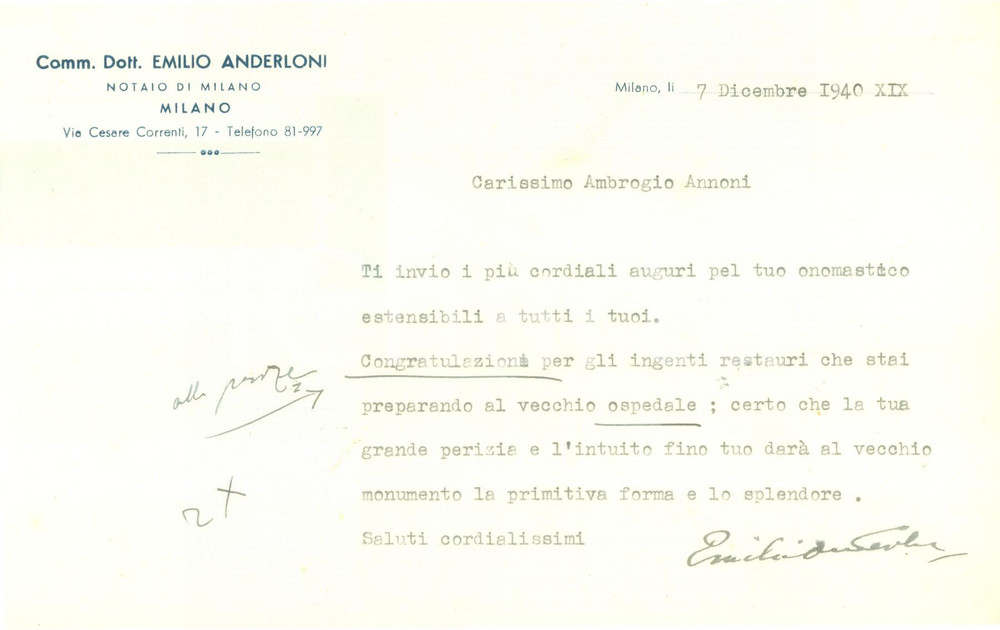 Comm. Dott. EMILIO ANDERLONI
NOTAIO DI MILANO
MILANO
Via Cesare Correnti, 17 - Telefono 81-997
Milano, li 7 Dicembre 1940 XIX
Carissimo Ambrogio Annoni
Ti invio i più cordiali auguri pel tuo onomastico
estensibili a tutti i tuoi.
Congratulazioni per gli ingenti restauri che stai
alle
preparando al vecchio ospedale ; certo che la tua
grande perizia e l'intuito fino tuo darà al vecchio
monumento la primitiva forma e lo splendore .
Saluti cordialissimi
Emilio Anderloni